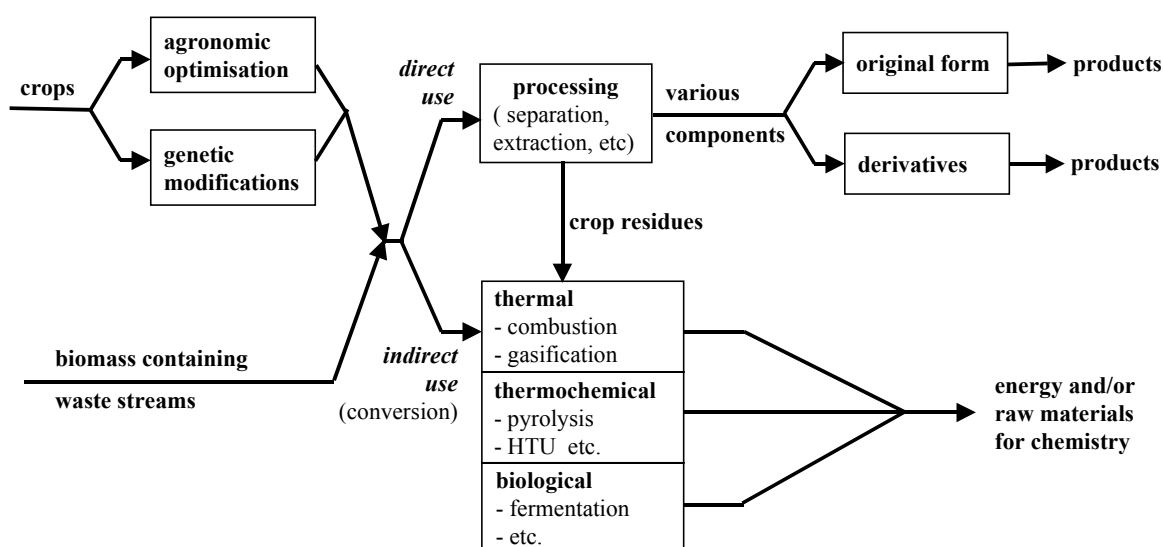 agronomic
optimisation
crops
genetic
modifications
biomass containing
waste streams
direct
use
indirect
use
(conversion)
processing
( separation,
extraction, etc)
various
components
original form
products
derivatives
products
crop residues
thermal
- combustion
- gasification
thermochemical
- pyrolysis
- HTU etc.
biological
- fermentation
- etc.
energy and/or
raw materials
for chemistry